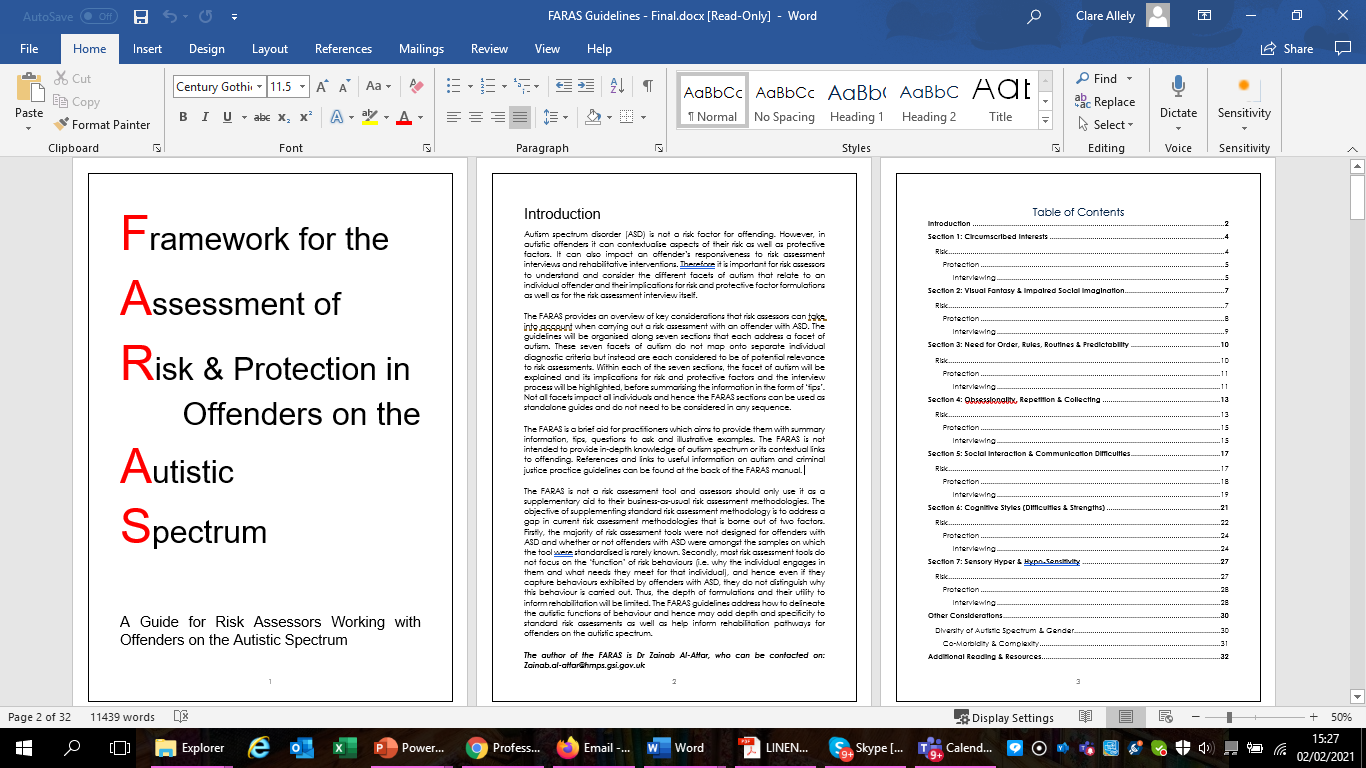 AutoSave Off
FARAS Guidelines - Final.docx [Read-Only] - Word
Clare Allely
File Home Insert Design Layout References Mailings Review View Help
Share
Paste
Cut
Copy
Format Painter
Clipboard
Century Gothi 11.5
Font
Paragraph
AaBbCc AaBbCc AaBbC AaBbC AaB
¶ Normal No Spacing Heading 1 Heading 2 Title
Styles
Find
Replace
Select
Editing
Dictate
Voice
Sensitivity
Sensitivity
Framework for the
Assessment of
Risk & Protection in
Offenders on the
Autistic
Spectrum
A Guide for Risk Assessors Working with
Offenders on the Autistic Spectrum
1
Introduction
Autism spectrum disorder (ASD) is not a risk factor for offending. However, in
autistic offenders it can contextualise aspects of their risk as well as protective
factors. It can also impact an offender's responsiveness to risk assessment
interviews and rehabilitative interventions. Therefore it is important for risk assessors
to understand and consider the different facets of autism that relate to an
individual offender and their implications for risk and protective factor formulations
as well as for the risk assessment interview itself.
The FARAS provides an overview of key considerations that risk assessors can take
into account when carrying out a risk assessment with an offender with ASD. The
guidelines will be organised along seven sections that each address a facet of
autism. These seven facets of autism do not map onto separate individual
diagnostic criteria but instead are each considered to be of potential relevance
to risk assessments. Within each of the seven sections, the facet of autism will be
explained and its implications for risk and protective factors and the interview
process will be highlighted, before summarising the information in the form of 'tips'.
Not all facets impact all individuals and hence the FARAS sections can be used as
standalone guides and do not need to be considered in any sequence.
The FARAS is a brief aid for practitioners which aims to provide them with summary
information, tips, questions to ask and illustrative examples. The FARAS is not
intended to provide in-depth knowledge of autism spectrum or its contextual links
to offending. References and links to useful information on autism and criminal
justice practice guidelines can be found at the back of the FARAS manual.
The FARAS is not a risk assessment tool and assessors should only use it as a
supplementary aid to their business-as-usual risk assessment methodologies. The
objective of supplementing standard risk assessment methodology is to address a
gap in current risk assessment methodologies that is borne out of two factors.
Firstly, the majority of risk assessment tools were not designed for offenders with
ASD and whether or not offenders with ASD were amongst the samples on which
the tool were standardised is rarely known. Secondly, most risk assessment tools do
not focus on the 'function' of risk behaviours (i.e. why the individual engages in
them and what needs they meet for that individual), and hence even if they
capture behaviours exhibited by offenders with ASD, they do not distinguish why
this behaviour is carried out. Thus, the depth of formulations and their utility to
inform rehabilitation will be limited. The FARAS guidelines address how to delineate
the autistic functions of behaviour and hence may add depth and specificity to
standard risk assessments as well as help inform rehabilitation pathways for
offenders on the autistic spectrum.
The author of the FARAS is Dr Zainab Al-Attar, who can be contacted on:
Zainab.al-attar@hmps.gsi.gov.uk
2
Table of Contents
Introduction 2
Section 1: Circumscribed Interests 4
Risk 4
Protection 5
Interviewing 5
Section 2: Visual Fantasy & Impaired Social Imagination 7
Risk 7
Protection 8
Interviewing 9
Section 3: Need for Order, Rules, Routines & Predictability 10
Risk 10
Protection 11
Interviewing 11
Section 4: Obsessionality, Repetition & Collecting 13
Risk 13
Protection 15
Interviewing 15
Section 5: Social Interaction & Communication Difficulties 17
Risk 17
Protection 18
Interviewing 19
Section 6: Cognitive Styles (Difficulties & Strengths) 21
Risk 22
Protection 24
Interviewing 24
Section 7: Sensory Hyper & Hypo-Sensitivity 27
Risk 27
Protection 28
Interviewing 28
Other Considerations 30
Diversity of Autistic Spectrum & Gender 30
Co-Morbidity & Complexity 31
Additional Reading & Resources 32
3
Page 2 of 32 11439 words
Display Settings
50%
Explorer
Power...
Profess...
Email -...
Word
LINEN...
Skype [...
Calend...
15:27
02/02/2021